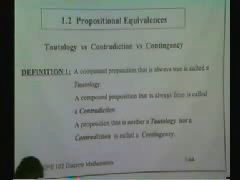 1.2 Propositional Equivalences
Tautology vs Contradiction vs Contingency
DEFINITION 1: A compound proposition that is always true is called a
Tautology
A compound proposition that is always false is called
a Contradiction
A proposition that is neither a Tautology nor a
Contradiction is called a Contingency.
102 Discrete Mathematics